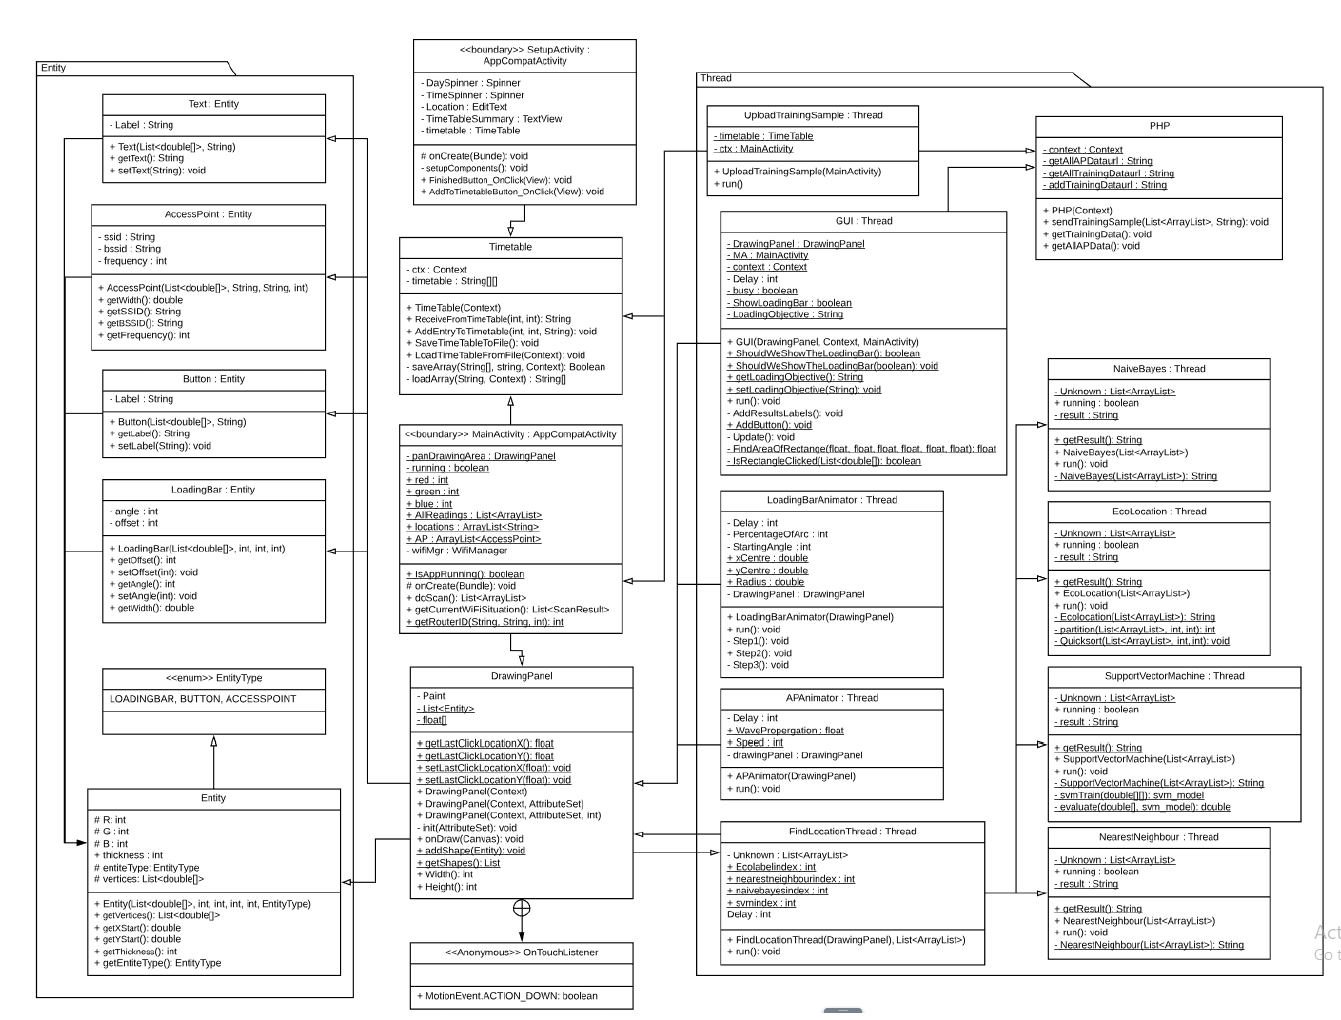 Entity
Text : Entity
- Label : String
+ Text(List<double[]>, String)
+ getText(): String
+ setText(String): void
AccessPoint : Entity
- ssid : String
- bssid : String
- frequency : int
+ AccessPoint(List<double[]>, String, String, int)
+ getWidth(): double
+ getSSID(): String
+ getBSSID(): String
+ getFrequency(): int
Button : Entity
- Label : String
+ Button(List<double[]>, String)
+ getLabel(): String
+ setLabel(String): void
LoadingBar : Entity
- angle : int
- offset : int
+ LoadingBar(List<double[]>, int, int, int)
+ getOffset(): int
+ setOffset(int): void
+ getAngle(): int
+ setAngle(int): void
+ getWidth(): double
<<enum>> EntityType
LOADINGBAR, BUTTON, ACCESSPOINT
Entity
# R: int
# G : int
# B : int
+ thickness : int
# entiteType: EntityType
# vertices: List<double[]>
+ Entity(List<double[]>, int, int, int, int, EntityType)
+ getVertices(): List<double[]>
+ getXStart(): double
+ getYStart(): double
+ getThickness(): int
+ getEntiteType(): EntityType
<<boundary>> SetupActivity :
AppCompatActivity
- DaySpinner : Spinner
- TimeSpinner : Spinner
- Location : EditText
- TimeTableSummary : TextView
- timetable : TimeTable
# onCreate(Bunde): void
- setupComponents(): void
+ FinishedButton_OnClick(View): void
+ AddToTimetableButton_OnClick(View): void
Timetable
- ctx : Context
- timetable : String[][]
+ TimeTable(Context)
+ ReceiveFromTimeTable(int, int): String
+ AddEntryToTimetable(int, int, String): void
+ SaveTimeTableToFile(): void
+ LoadTimeTableFromFile(Context): void
- saveArray(String[], string, Context): Boolean
- loadArray(String, Context) : String[]
<<boundary>> MainActivity : AppCompatActivity
- panDrawingArea : DrawingPanel
- running : boolean
+ red : int
+ green : int
+ blue : int
+ AllReadings : List<ArrayList>
+ locations : ArrayList<String>
+ AP : ArrayList<AccessPoint>
- wifiMgr : WifiManager
+ IsAppRunning(): boolean
# onCreate(Bundle): void
+ doScan(): List<ArrayList>
+ getCurrentWiFiSituation(): List<ScanResult>
+ getRouterID(String, String, int): int
DrawingPanel
- Paint
- List<Entity>
- float[]
+ getLastClickLocationX(): float
+ getLastClickLocationY(): float
+ setLastClickLocationX(float): void
+ setLastClickLocationY(float): void
+ DrawingPanel(Context)
+ DrawingPanel(Context, AttributeSet)
+ DrawingPanel(Context, AttributeSet, int)
- init(AttributeSet): void
+ onDraw(Canvas): void
+ addShape(Entity): void
+ getShapes(): List
+ Width(): int
+ Height(): int
<<Anonymous>> OnTouchListener
+ MotionEvent.ACTION_DOWN: boolean
Thread
UploadTrainingSample : Thread
- timetable : TimeTable
- ctx : MainActivity
+ UploadTrainingSample(MainActivity)
+ run()
PHP
- context : Context
- getAllAPDataurl : String
- getAllTrainingDataurl : String
- addTrainingDataurl : String
+ PHP(Context)
+ sendTrainingSample(List<ArrayList>, String): void
+ getTrainingData(): void
+ getAllAPData(): void
GUI : Thread
- DrawingPanel : DrawingPanel
- MA : MainActivity
- context : Context
- Delay : int
- busy : boolean
- ShowLoadingBar : boolean
- LoadingObjective : String
+ GUI(DrawingPanel, Context, MainActivity)
+ ShouldWeShowTheLoadingBar(): boolean
+ ShouldWeShowTheLoadingBar(boolean): void
+ getLoadingObjective(): String
+ setLoadingObjective(String): void
+ run(): void
- AddResultsLabels(): void
+ AddButton(): void
- Update(): void
- FindAreaOfRectange(float, float, float, float, float, float): float
- IsRectangleClicked(List<double[]): boolean
LoadingBarAnimator : Thread
- Delay : int
- PercentageOfArc : int
- StartingAngle : int
+ xCentre : double
+ yCentre : double
+ Radius : double
- DrawingPanel : DrawingPanel
+ LoadingBarAnimator(DrawingPanel)
+ run(): void
- Step1(): void
+ Step2(): void
- Step3(): void
APAnimator : Thread
- Delay : int
+ WavePropergation : float
+ Speed : int
- drawingPanel : DrawingPanel
+ APAnimator(DrawingPanel)
+ run(): void
FindLocationThread : Thread
- Unknown : List<ArrayList>
+ Ecolabelindex : int
+ nearestneighbourindex : int
+ naivebayesindex : int
+ svmindex : int
Delay : int
+ FindLocationThread(DrawingPanel), List<ArrayList>)
+ run(): void
NaiveBayes : Thread
- Unknown : List<ArrayList>
+ running : boolean
- result : String
+ getResult(): String
+ NaiveBayes(List<ArrayList>)
+ run(): void
- NaiveBayes(List<ArrayList>): String
EcoLocation : Thread
- Unknown : List<ArrayList>
+ running : boolean
- result : String
+ getResult(): String
+ EcoLocation(List<ArrayList>)
+ run(): void
- Ecolocation(List<ArrayList>): String
- partition(List<ArrayList>, int, int): int
- Quicksort(List<ArrayList>, int, int): void
SupportVectorMachine : Thread
- Unknown : List<ArrayList>
+ running : boolean
- result : String
+ getResult(): String
+ SupportVectorMachine(List<ArrayList>)
+ run(): void
- SupportVectorMachine(List<ArrayList>): String
- svmTrain(double[][]): svm_model
- evaluate(double[], svm_model): double
NearestNeighbour : Thread
- Unknown : List<ArrayList>
+ running : boolean
- result : String
+ getResult(): String
+ NearestNeighbour(List<ArrayList>)
+ run(): void
- NearestNeighbour(List<ArrayList>): String